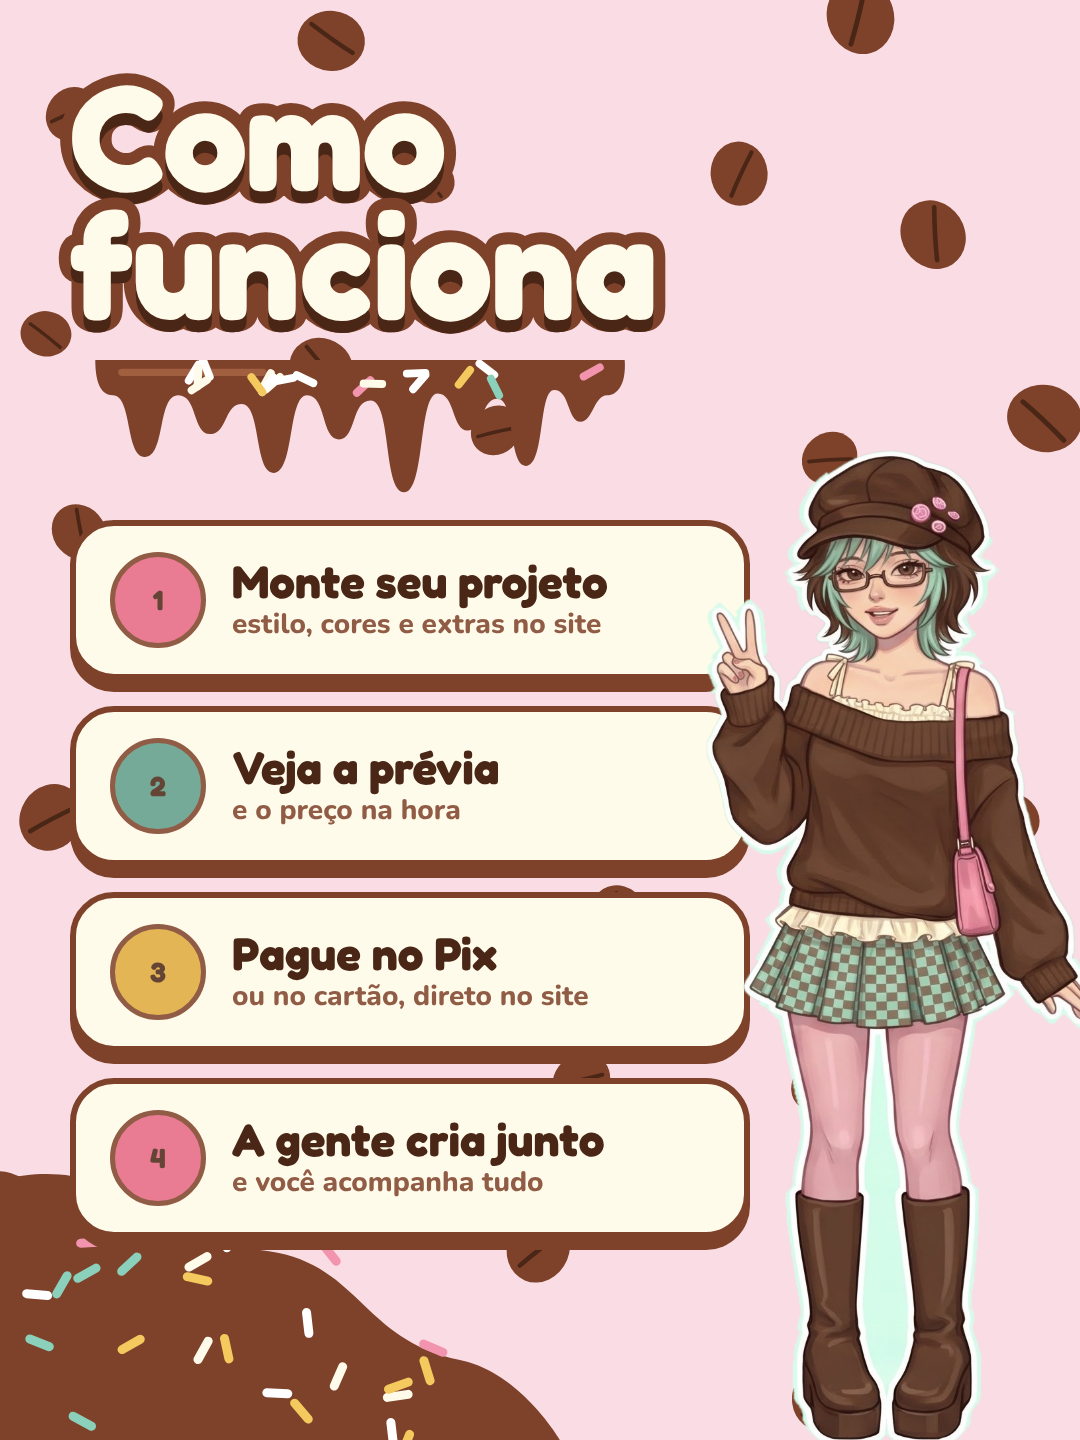 Como
funciona
1
Monte seu projeto
estilo, cores e extras no site
2
Veja a prévia
e o preço na hora
3
Pague no Pix
ou no cartão, direto no site
4
A gente cria junto
e você acompanha tudo